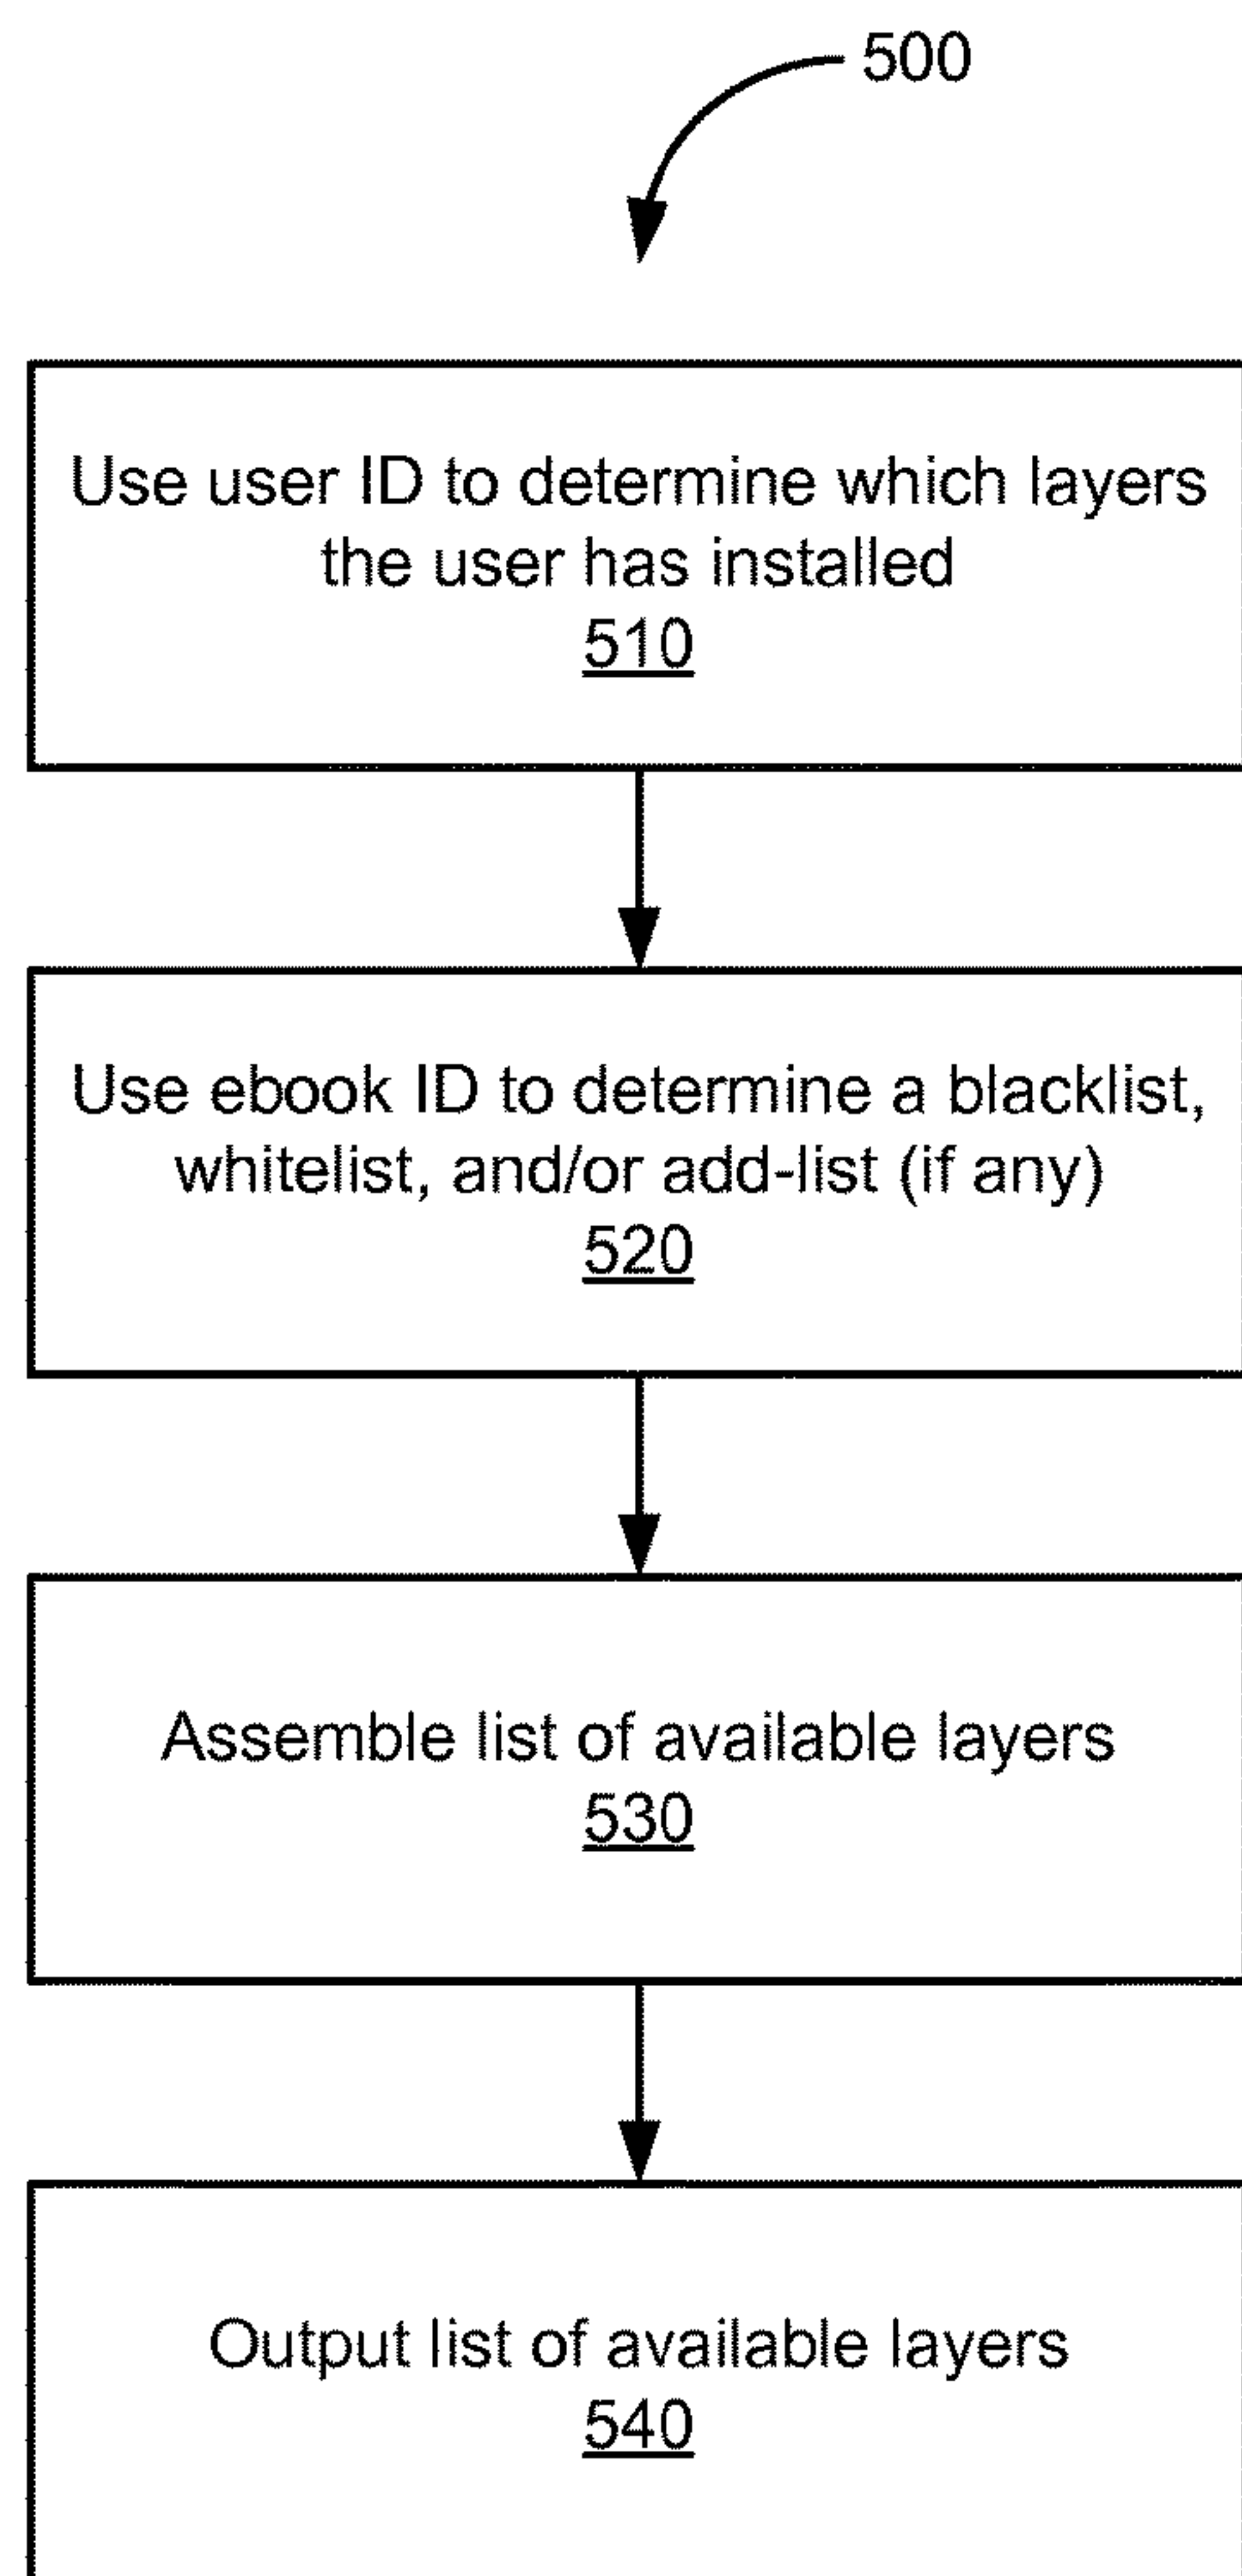 500
Use user ID to determine which layers
the user has installed
510
Use ebook ID to determine a blacklist,
whitelist, and/or add-list (if any)
520
Assemble list of available layers
530
Output list of available layers
540